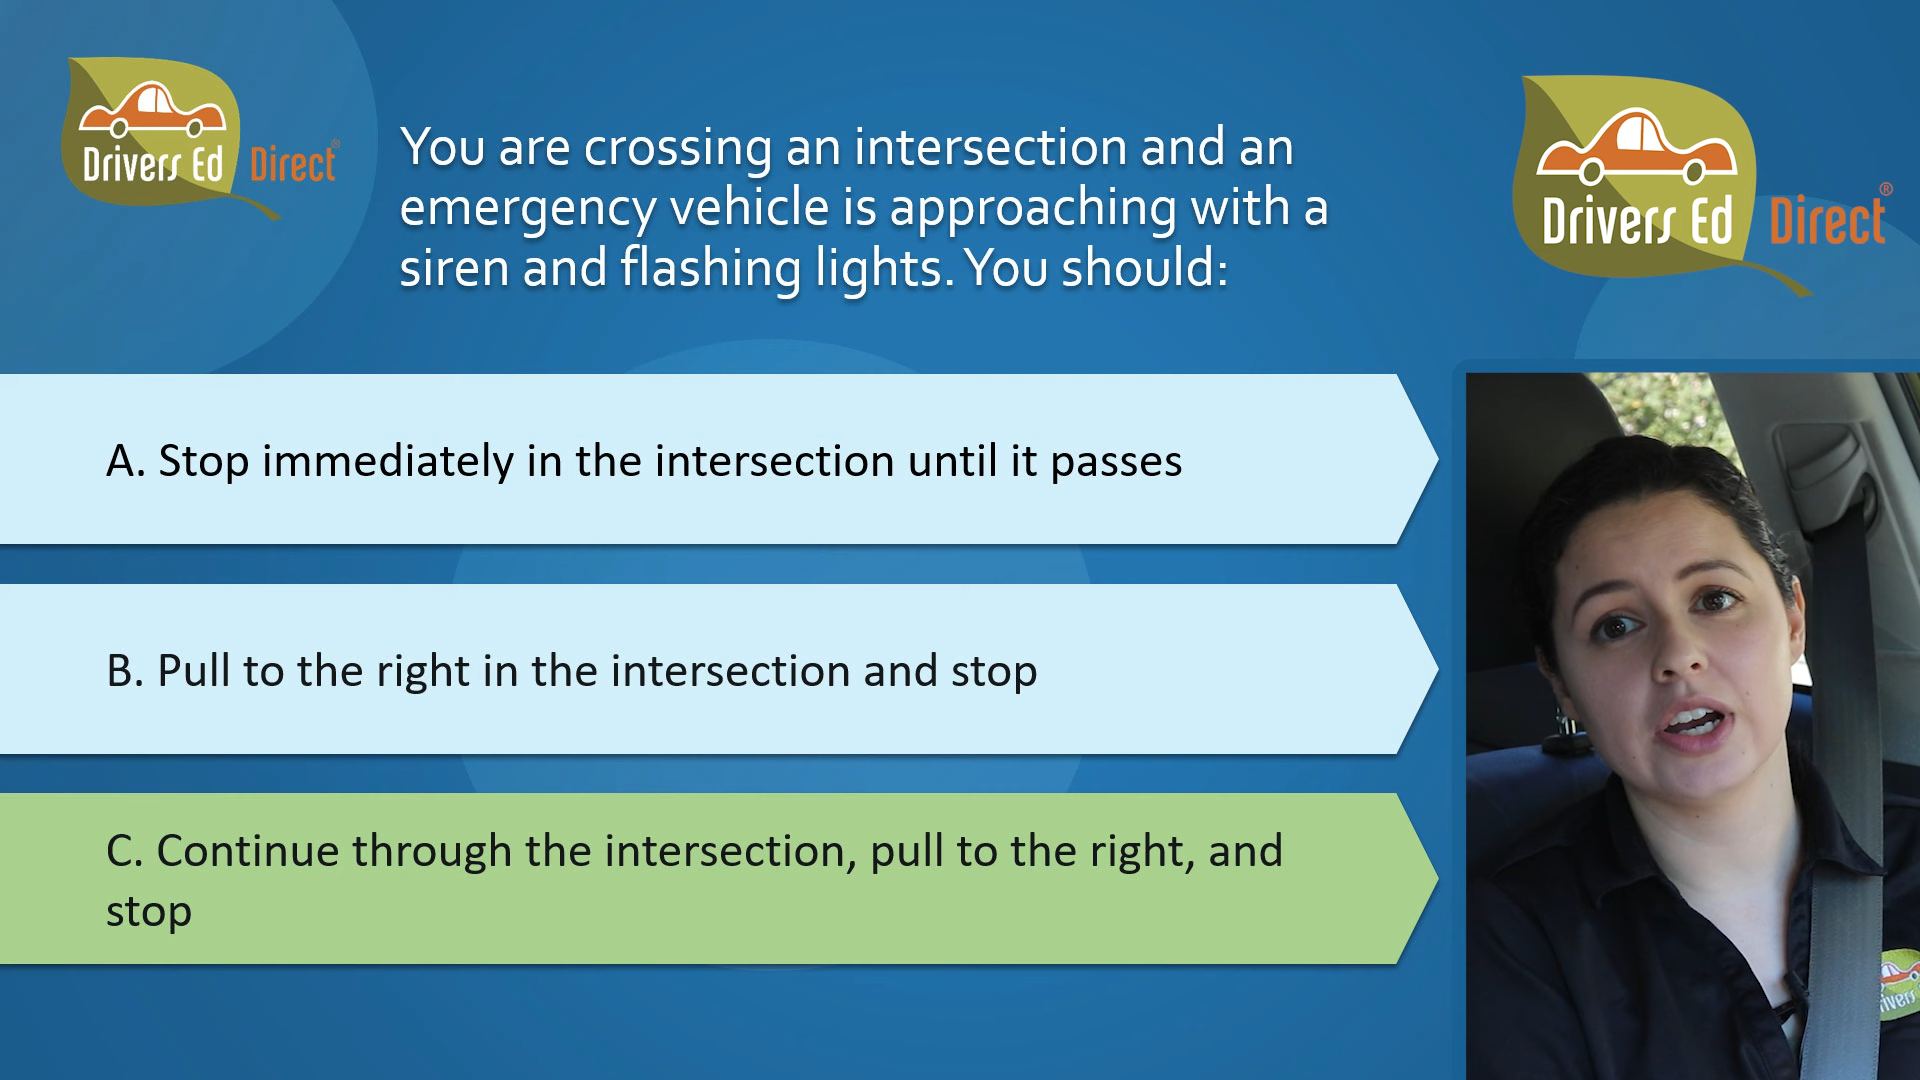 Drivers Ed Direct®
You are crossing an intersection and an
emergency vehicle is approaching with a
siren and flashing lights. You should:
Drivers Ed Direct®
A. Stop immediately in the intersection until it passes
B. Pull to the right in the intersection and stop
C. Continue through the intersection, pull to the right, and
stop